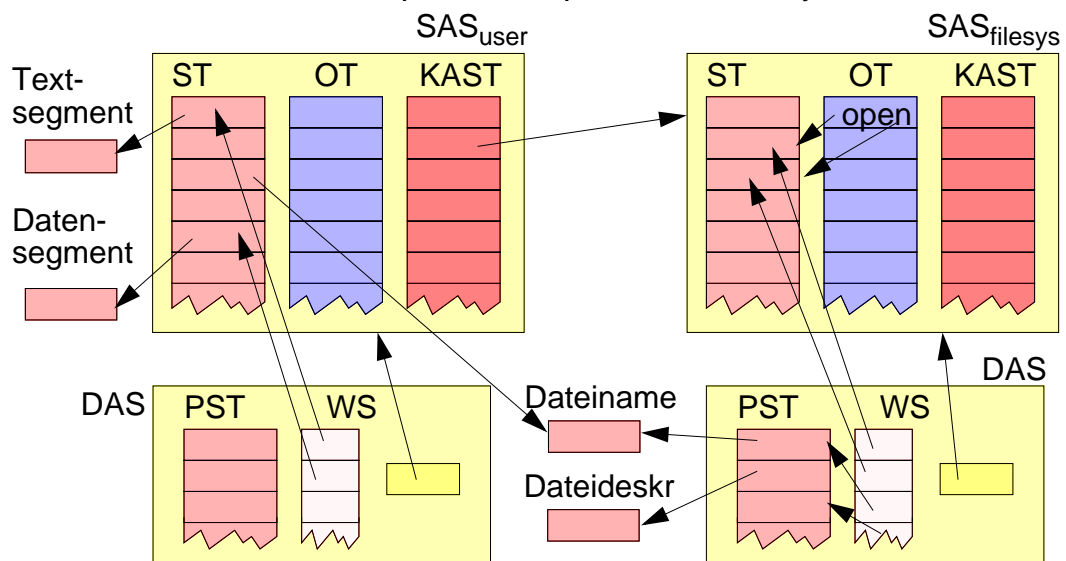 SASuser
SASfilesys
ST OT KAST
ST OT KAST
Text-
segment
open
Daten-
segment
DAS
DAS PST WS
Dateiname
PST WS
Dateideskr